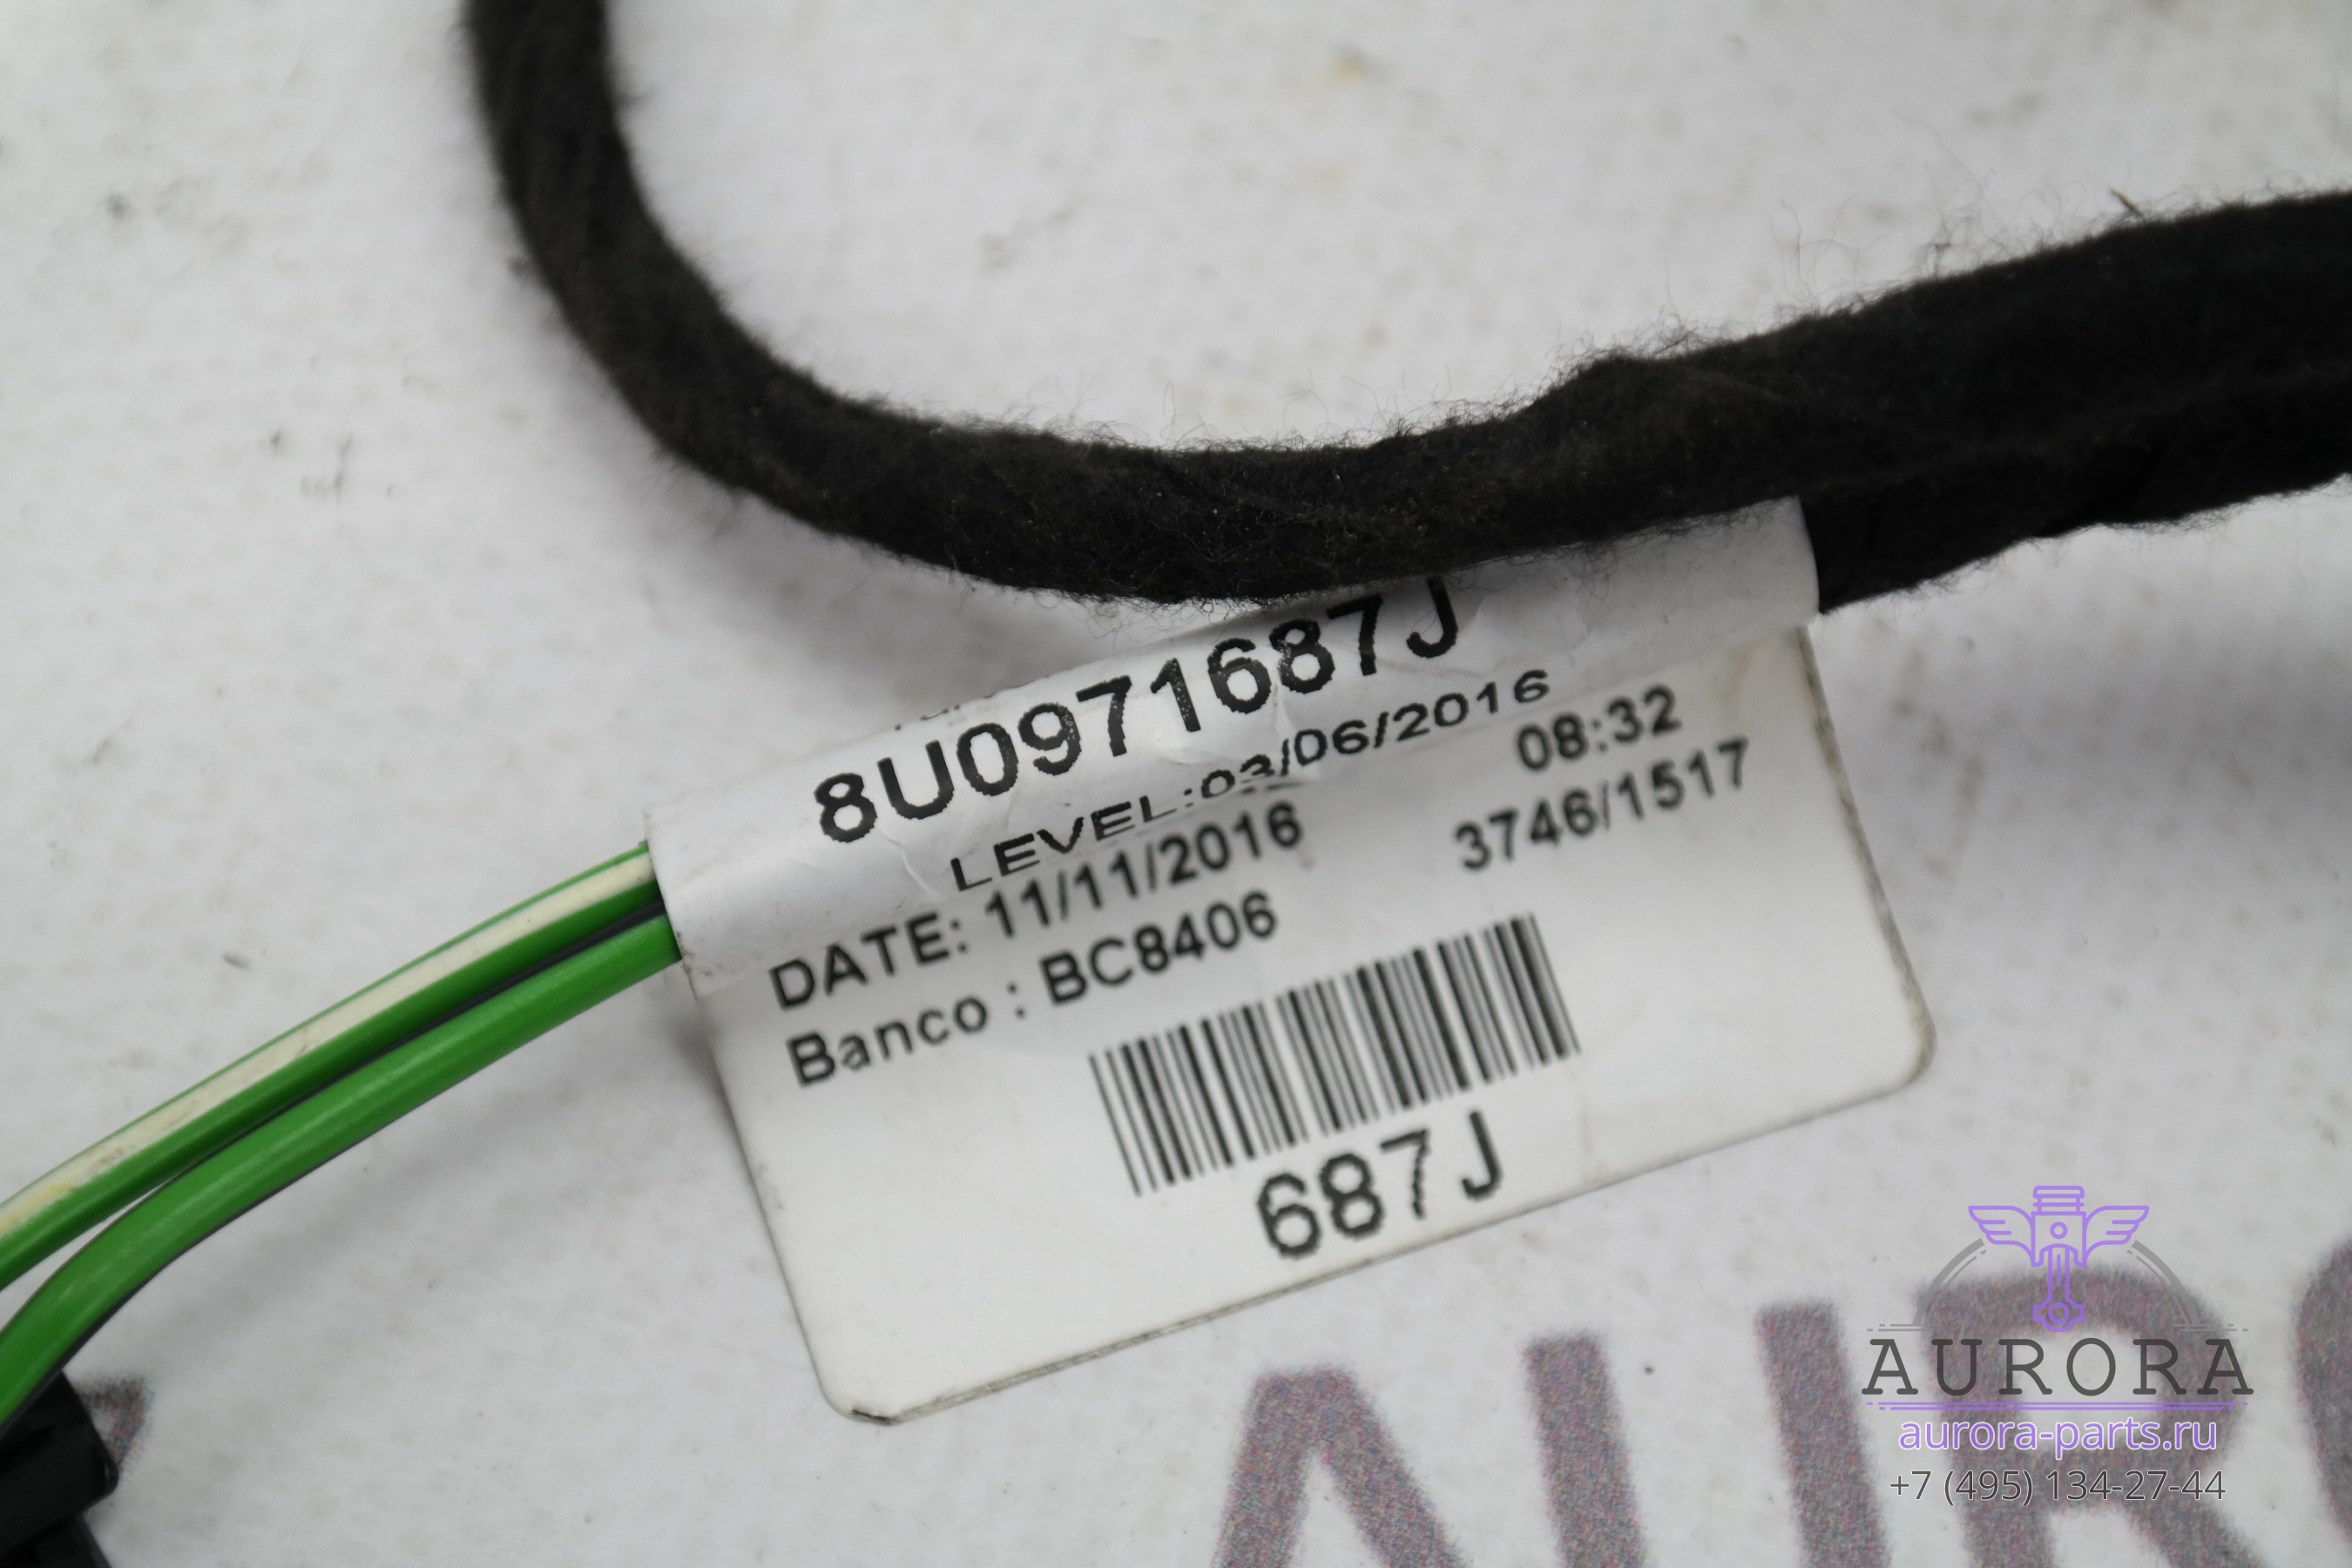 8U0971687J
LEVEL:03/06/2016
DATE: 11/11/2016 08:32
Banco : BC8406 3746/1517
687J
AURORA
aurora-parts.ru
+7 (495) 134-27-44